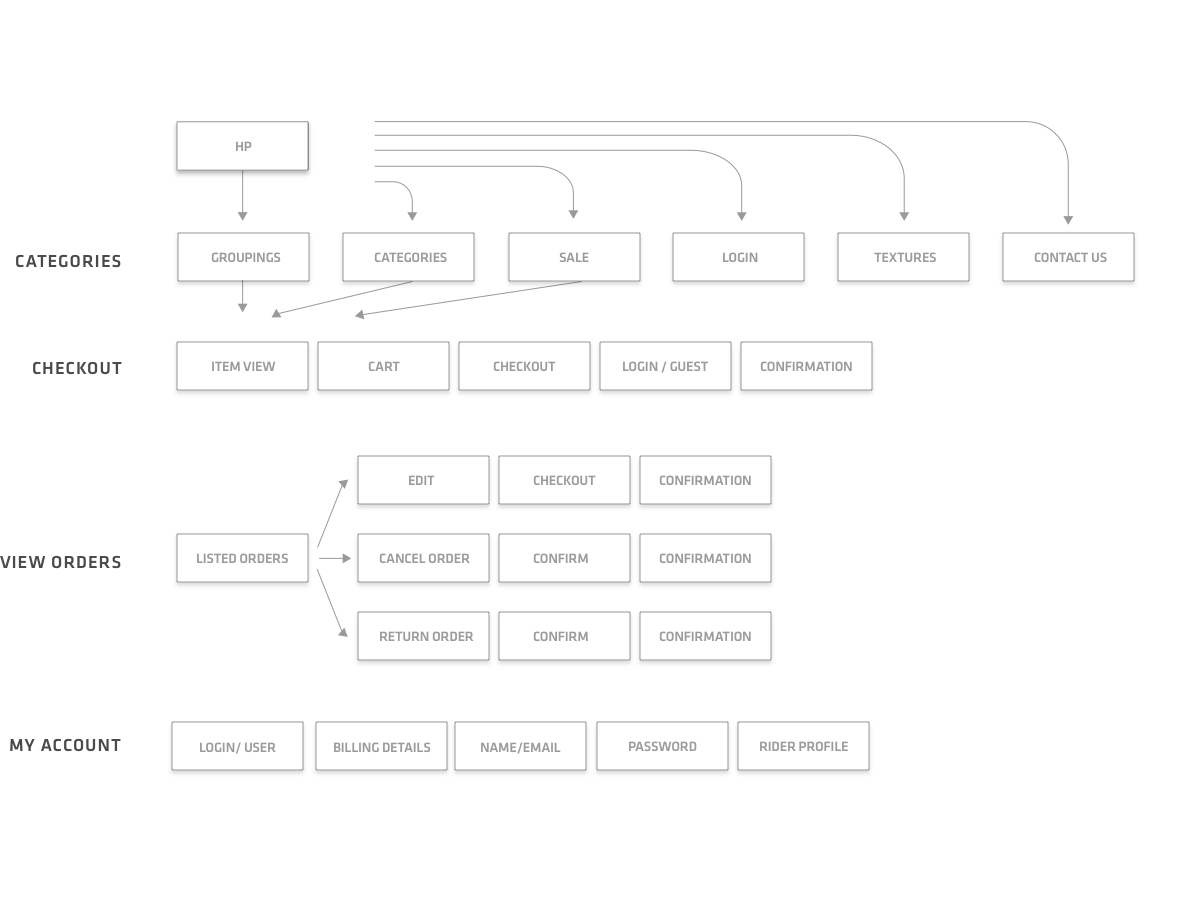 HP
CATEGORIES
GROUPINGS
CATEGORIES
SALE
LOGIN
TEXTURES
CONTACT US
CHECKOUT
ITEM VIEW
CART
CHECKOUT
LOGIN / GUEST
CONFIRMATION
EDIT
CHECKOUT
CONFIRMATION
VIEW ORDERS
LISTED ORDERS
CANCEL ORDER
CONFIRM
CONFIRMATION
RETURN ORDER
CONFIRM
CONFIRMATION
MY ACCOUNT
LOGIN/ USER
BILLING DETAILS
NAME/EMAIL
PASSWORD
RIDER PROFILE